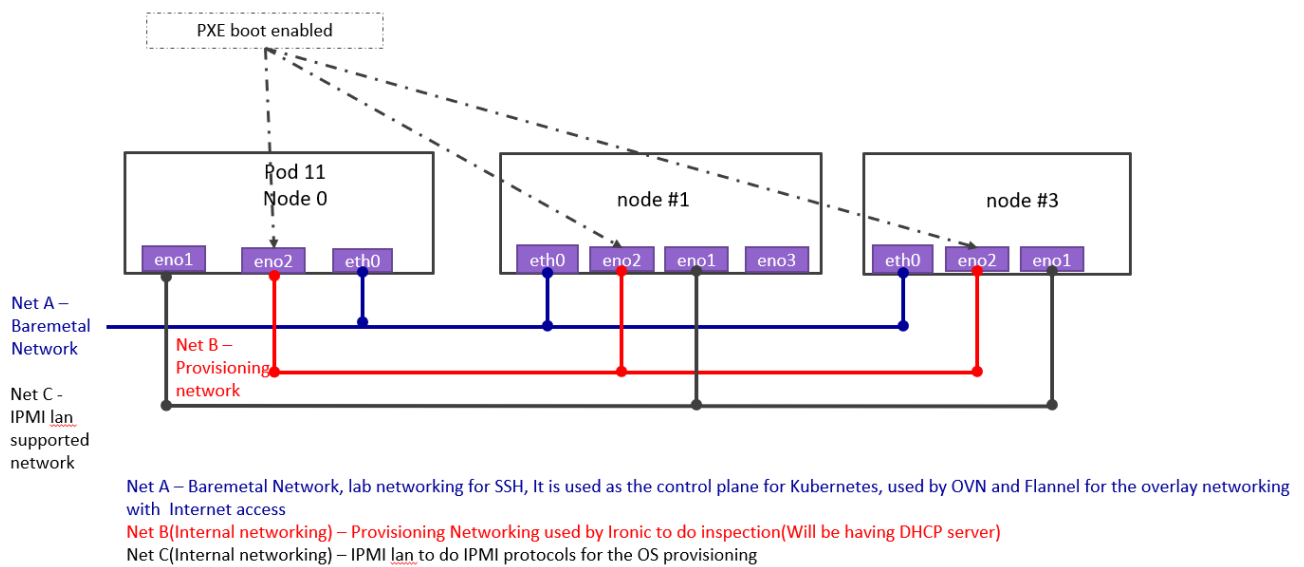 PXE boot enabled
Pod 11
Node 0
node #1
node #3
eno1
eno2
eth0
eth0
eno2
eno1
eno3
eth0
eno2
eno1
Net A –
Baremetal
Network
Net B –
Provisioning
network
Net C -
IPMI lan
supported
network
Net A – Baremetal Network, lab networking for SSH, It is used as the control plane for Kubernetes, used by OVN and Flannel for the overlay networking
with Internet access
Net B(Internal networking) – Provisioning Networking used by Ironic to do inspection(Will be having DHCP server)
Net C(Internal networking) – IPMI lan to do IPMI protocols for the OS provisioning